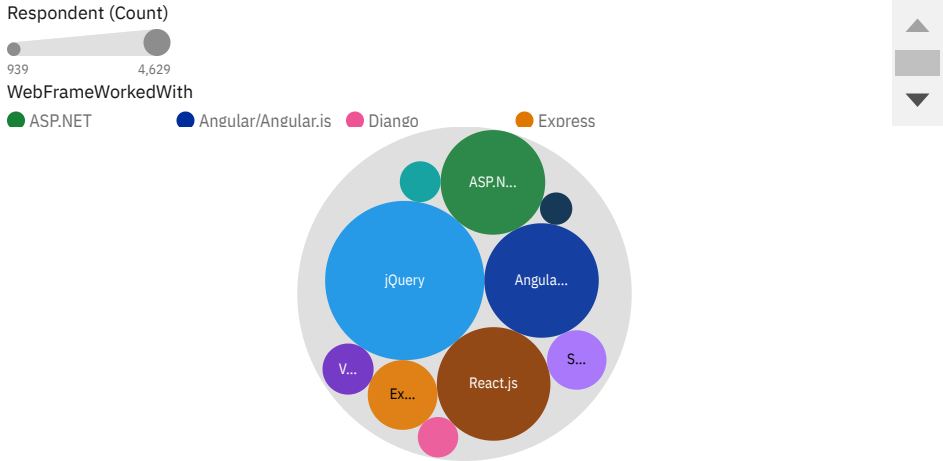 Respondent (Count)
939 4,629
WebFrameWorkedWith
ASP.NET Angular/Angular.js Django Express
ASP.N...
jQuery Angula...
V... S...
Ex... React.js